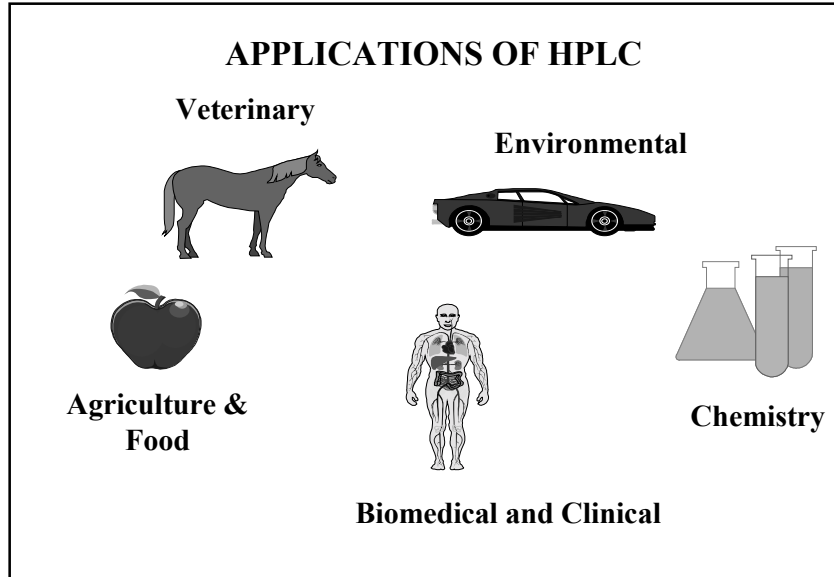 APPLICATIONS OF HPLC
Veterinary
Environmental
Agriculture &
Food
Chemistry
Biomedical and Clinical